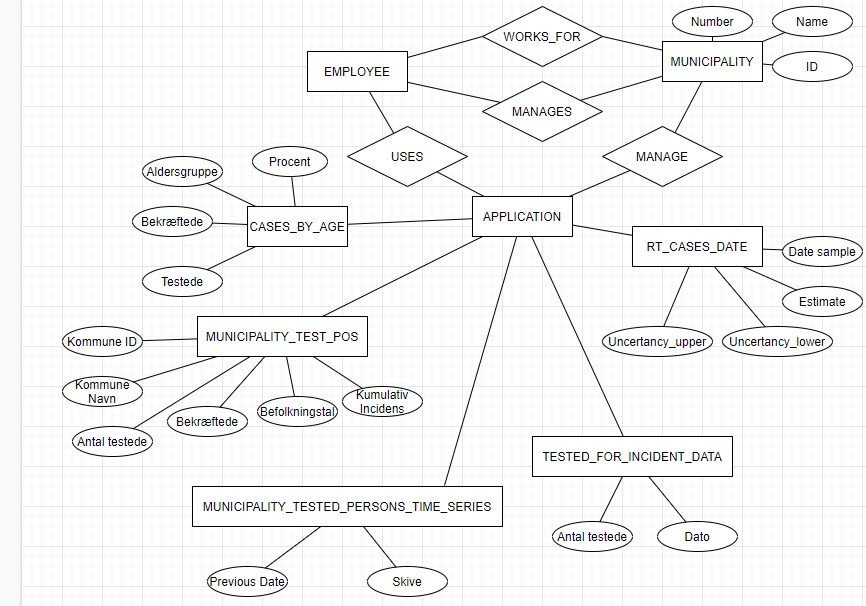 Number
Name
WORKS_FOR
MUNICIPALITY
EMPLOYEE
ID
MANAGES
USES
MANAGE
Procent
Aldersgruppe
Bekræftede
CASES_BY_AGE
APPLICATION
RT_CASES_DATE
Date sample
Testede
Estimate
MUNICIPALITY_TEST_POS
Kommune ID
Uncertancy_upper
Uncertancy_lower
Kommune
Navn
Kumulativ
Incidens
Befolkningstal
Bekræftede
Antal testede
TESTED_FOR_INCIDENT_DATA
MUNICIPALITY_TESTED_PERSONS_TIME_SERIES
Antal testede
Dato
Previous Date
Skive